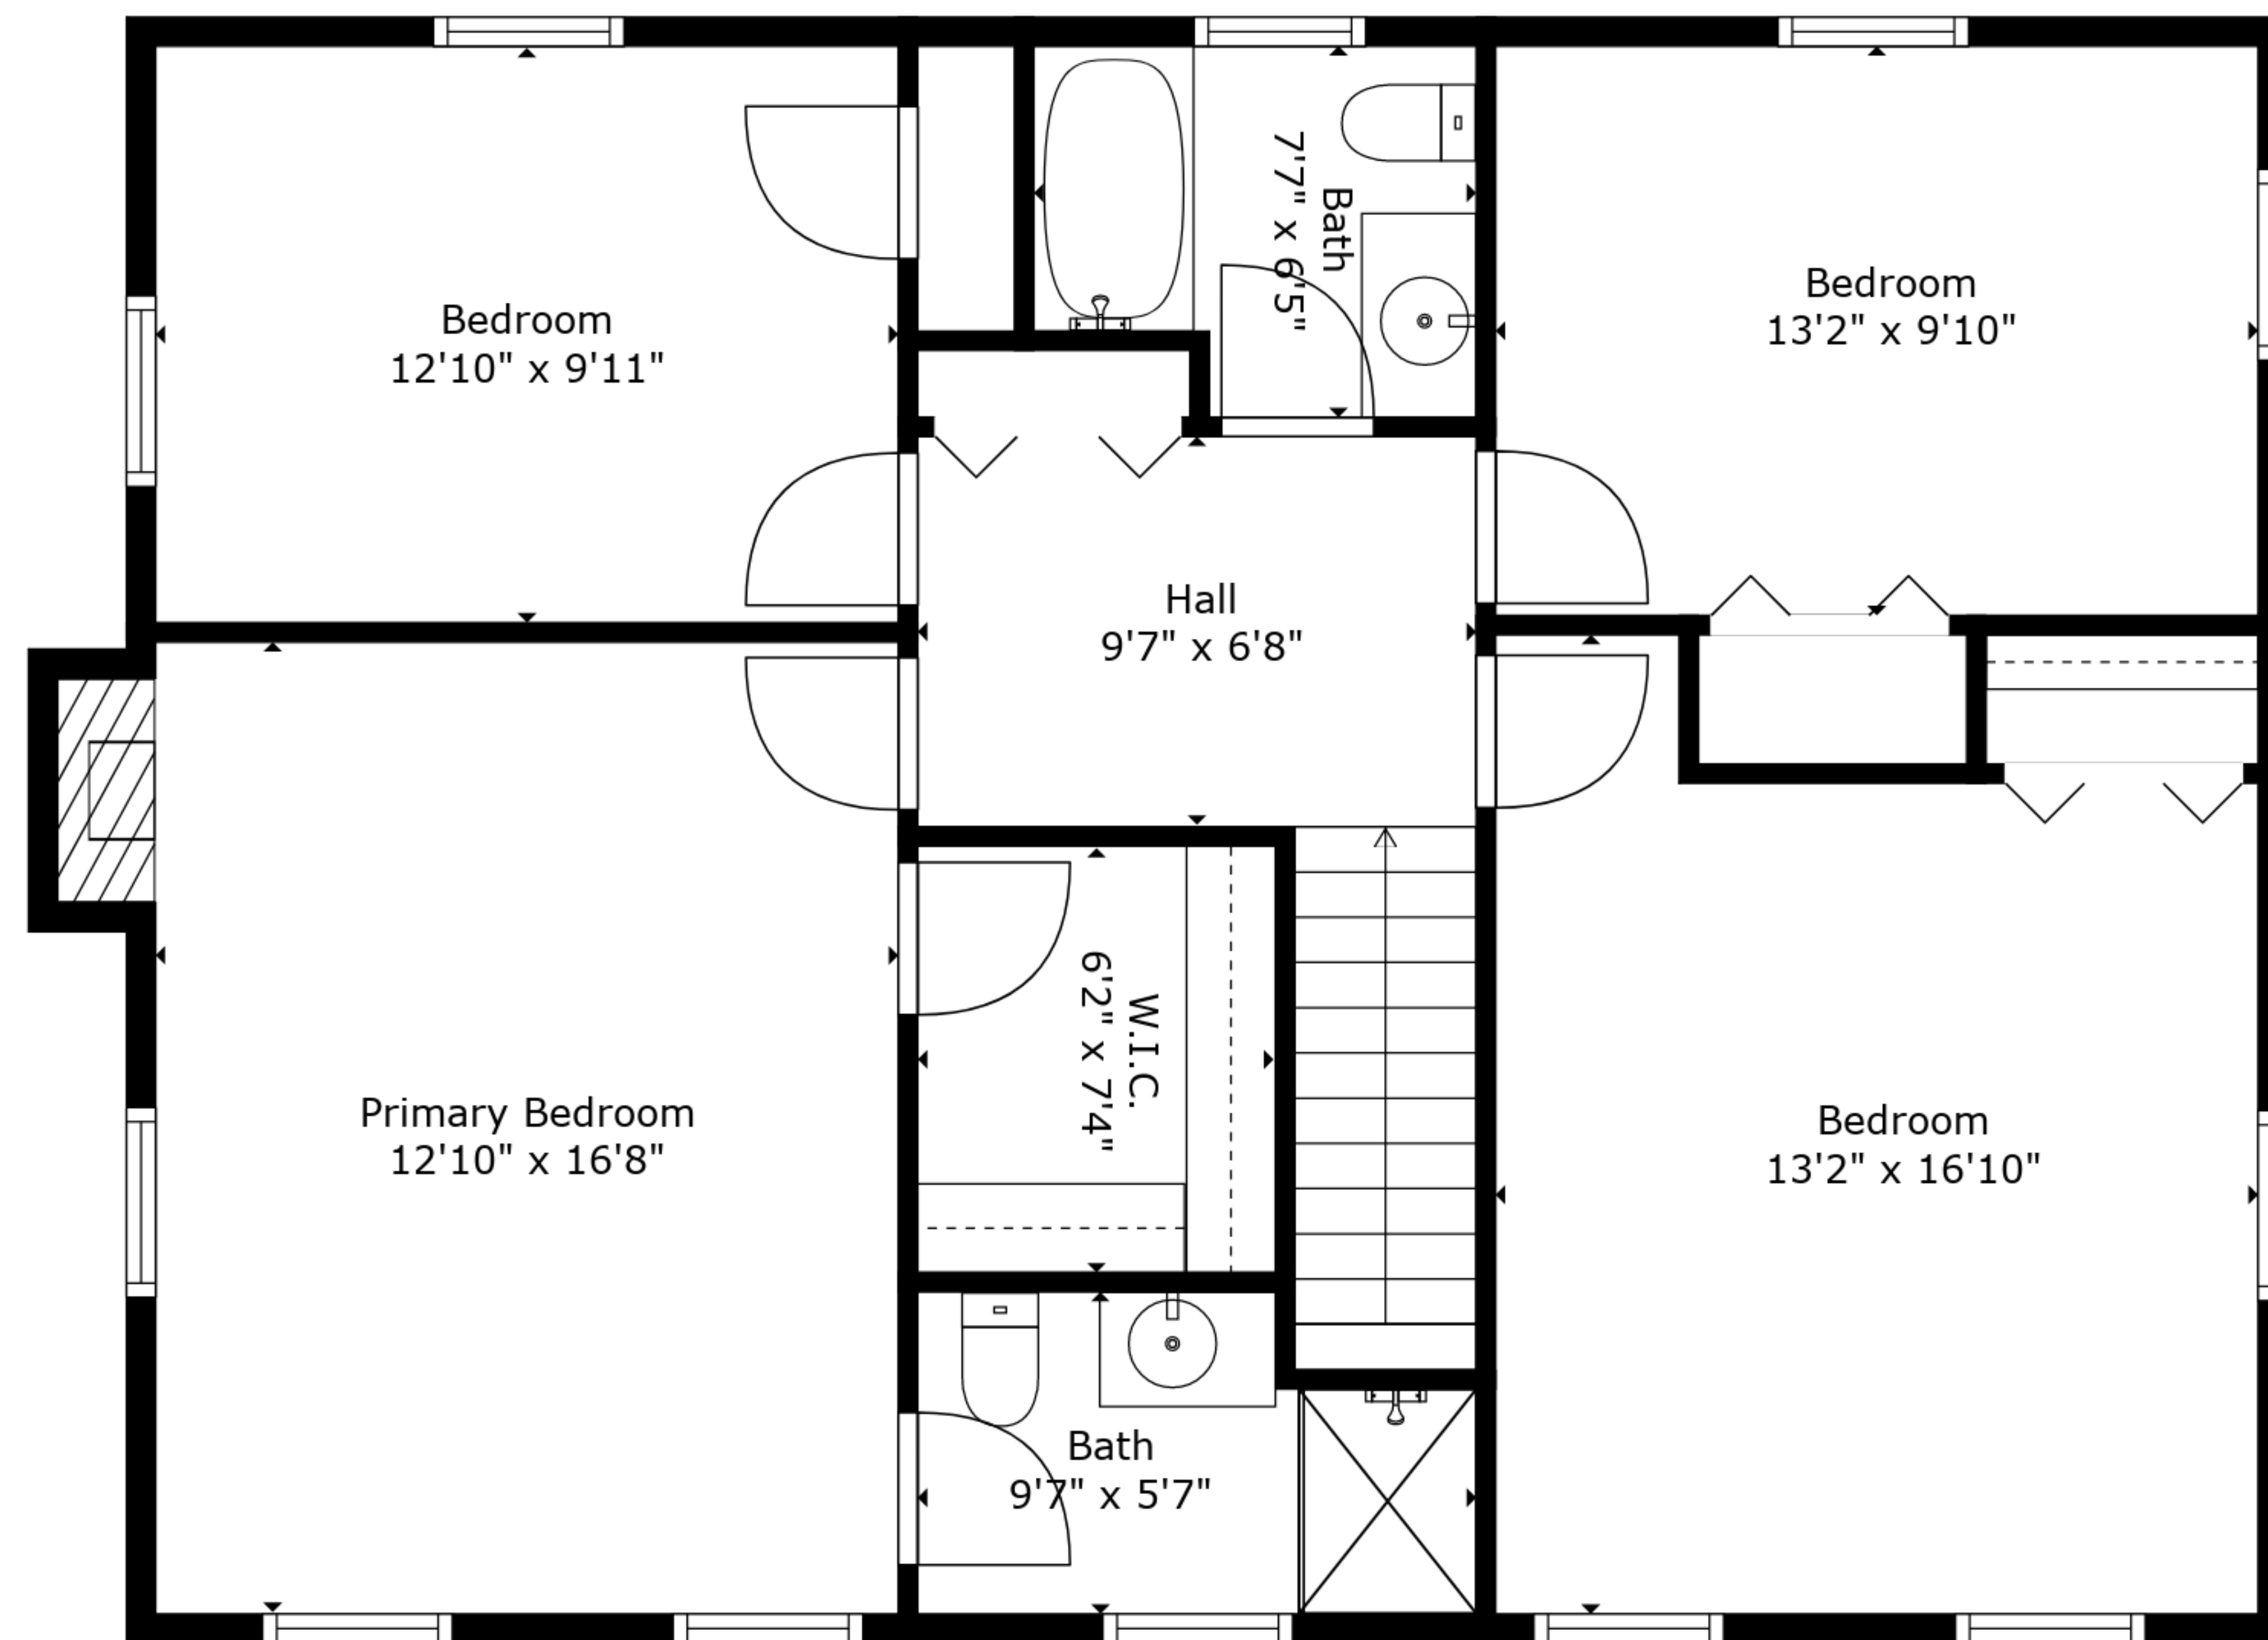 Bath
7'7" x 6'5"
Bedroom
12'10" x 9'11"
Bedroom
13'2" x 9'10"
Hall
9'7" x 6'8"
W.I.C.
6'2" x 7'4"
Primary Bedroom
12'10" x 16'8"
Bedroom
13'2" x 16'10"
Bath
9'7" x 5'7"